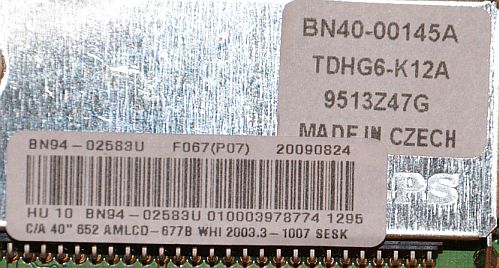 BN40-00145A
TDHG6-K12A
9513Z47G
MADE IN CZECH
BN94-02583U F067(P07) 20090824
HU 10 BN94-02583U 010003978774 1295
C/A 40" 652 AMLCD-677B WHI 2003.3-1007 SESK